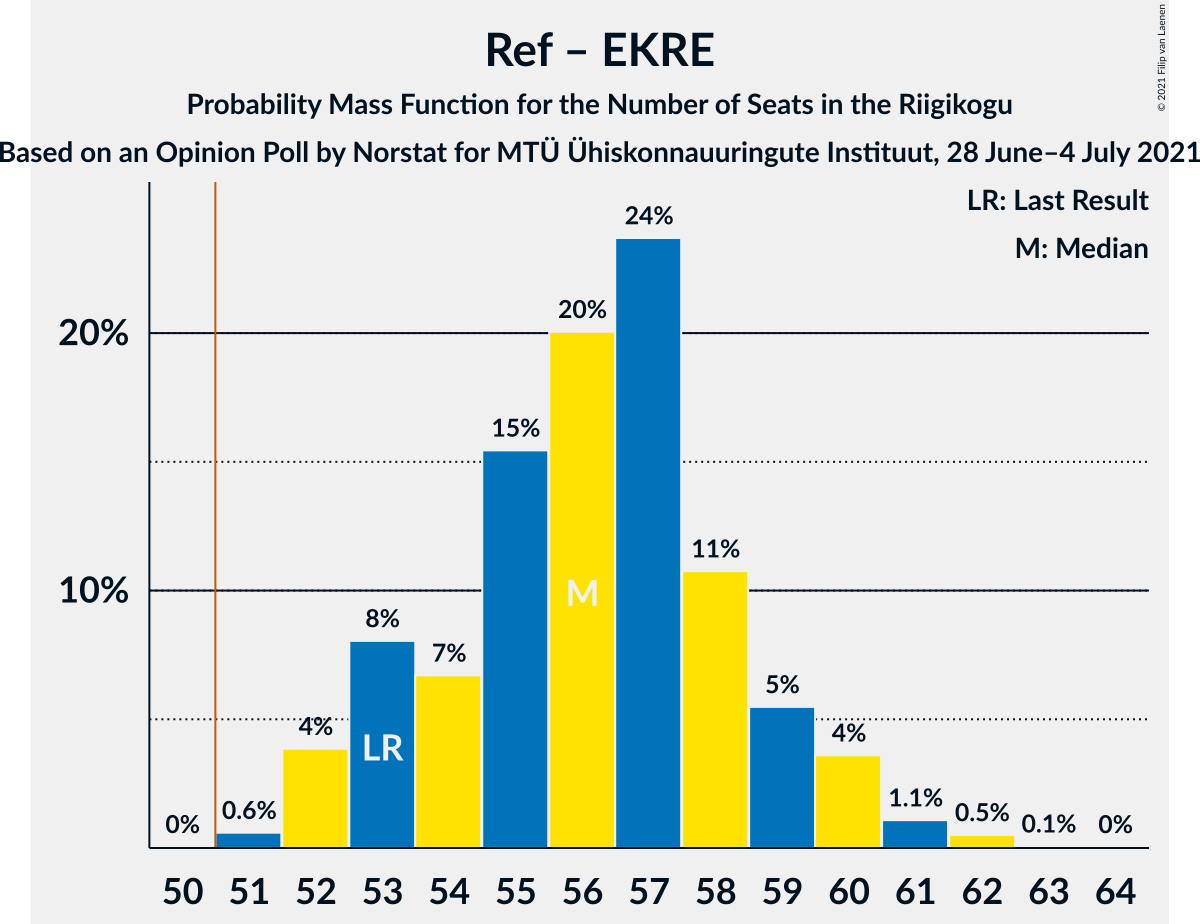 Ref – EKRE
Probability Mass Function for the Number of Seats in the Riigikogu
Based on an Opinion Poll by Norstat for MTÜ Ühiskonnauuringute Instituut, 28 June–4 July 2021
© 2021 Filip van Laenen
LR: Last Result
M: Median
20%
10%
0%
0.6%
4%
8%
7%
15%
20%
24%
11%
5%
4%
1.1%
0.5%
0.1%
0%
LR
M
50 51 52 53 54 55 56 57 58 59 60 61 62 63 64